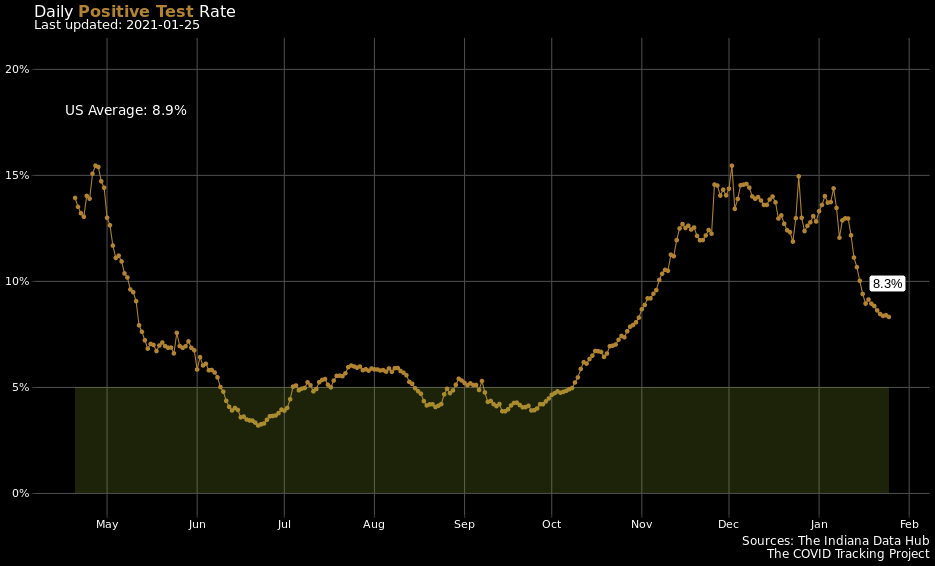 Daily Positive Test Rate
Last updated: 2021-01-25
20%
US Average: 8.9%
15%
10%
8.3%
5%
0%
May Jun Jul Aug Sep Oct Nov Dec Jan Feb
Sources: The Indiana Data Hub
The COVID Tracking Project